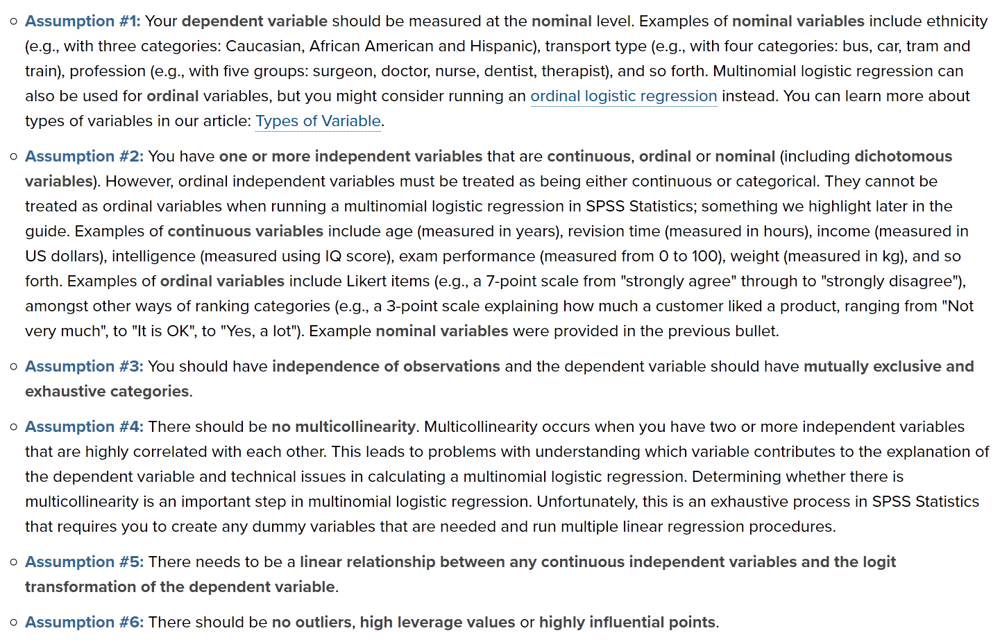 Assumption #1: Your dependent variable should be measured at the nominal level. Examples of nominal variables include ethnicity
(e.g., with three categories: Caucasian, African American and Hispanic), transport type (e.g., with four categories: bus, car, tram and
train), profession (e.g., with five groups: surgeon, doctor, nurse, dentist, therapist), and so forth. Multinomial logistic regression can
also be used for ordinal variables, but you might consider running an ordinal logistic regression instead. You can learn more about
types of variables in our article: Types of Variable.
Assumption #2: You have one or more independent variables that are continuous, ordinal or nominal (including dichotomous
variables). However, ordinal independent variables must be treated as being either continuous or categorical. They cannot be
treated as ordinal variables when running a multinomial logistic regression in SPSS Statistics; something we highlight later in the
guide. Examples of continuous variables include age (measured in years), revision time (measured in hours), income (measured in
US dollars), intelligence (measured using IQ score), exam performance (measured from 0 to 100), weight (measured in kg), and so
forth. Examples of ordinal variables include Likert items (e.g., a 7-point scale from "strongly agree" through to "strongly disagree"),
amongst other ways of ranking categories (e.g., a 3-point scale explaining how much a customer liked a product, ranging from "Not
very much", to "It is OK", to "Yes, a lot"). Example nominal variables were provided in the previous bullet.
Assumption #3: You should have independence of observations and the dependent variable should have mutually exclusive and
exhaustive categories.
Assumption #4: There should be no multicollinearity. Multicollinearity occurs when you have two or more independent variables
that are highly correlated with each other. This leads to problems with understanding which variable contributes to the explanation of
the dependent variable and technical issues in calculating a multinomial logistic regression. Determining whether there is
multicollinearity is an important step in multinomial logistic regression. Unfortunately, this is an exhaustive process in SPSS Statistics
that requires you to create any dummy variables that are needed and run multiple linear regression procedures.
Assumption #5: There needs to be a linear relationship between any continuous independent variables and the logit
transformation of the dependent variable.
Assumption #6: There should be no outliers, high leverage values or highly influential points.